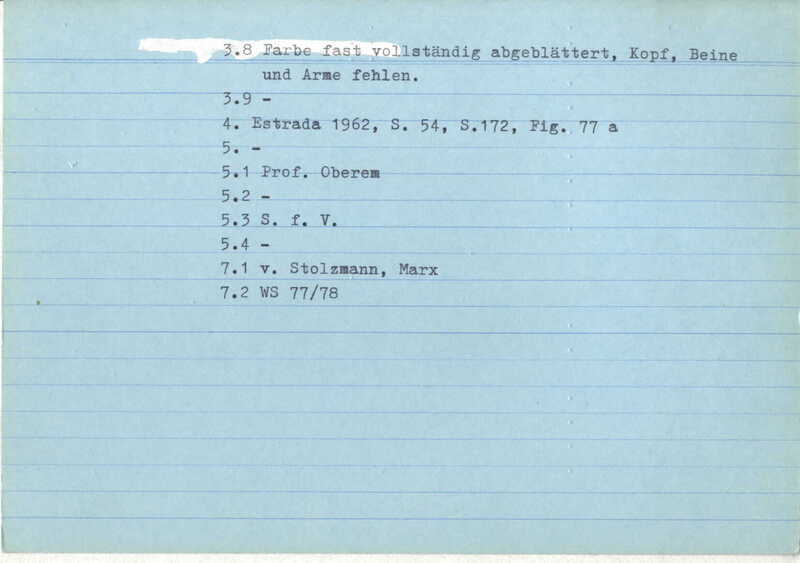 3.8 Farbe fast vollständig abgeblättert, Kopf, Beine
und Arme fehlen.
3.9 -
4. Estrada 1962, S. 54, S.172, Fig. 77 a
5. -
5.1 Prof. Oberem
5.2 -
5.3 S. f. V.
5.4 -
7.1 v. Stolzmann, Marx
7.2 WS 77/78